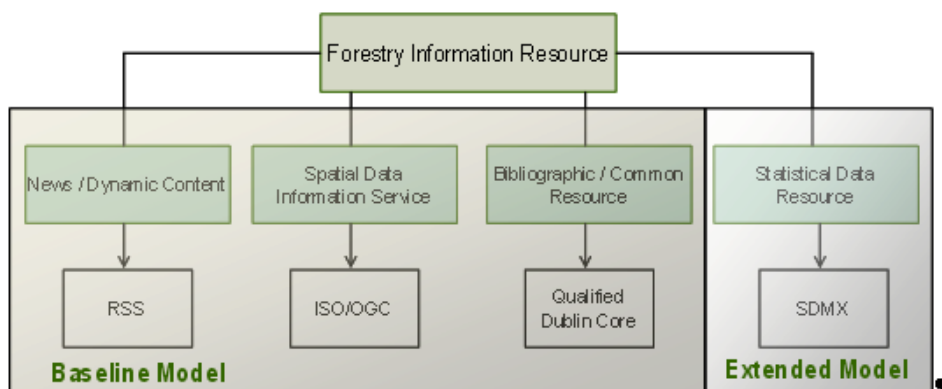 Forestry Information Resource
News / Dynamic Content
Spatial Data
Information Service
Bibliographic / Common
Resource
Statistical Data
Resource
RSS
ISO/OGC
Qualified
Dublin Core
SDMX
Baseline Model
Extended Model